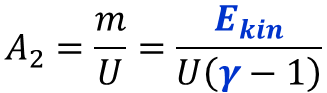 A₂ = m/U = E_kin/U(γ − 1)